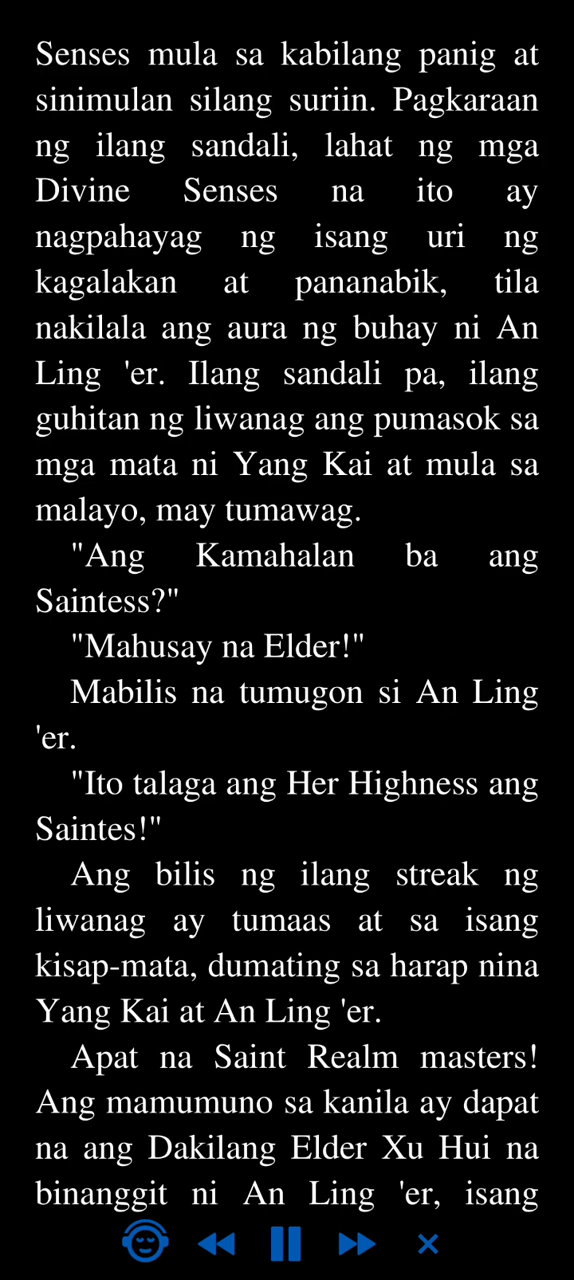 Senses mula sa kabilang panig at
sinimulan silang suriin. Pagkaraan
ng ilang sandali, lahat ng mga
Divine Senses na ito ay
nagpahayag ng isang uri ng
kagalakan at pananabik, tila
nakilala ang aura ng buhay ni An
Ling 'er. Ilang sandali pa, ilang
guhitan ng liwanag ang pumasok sa
mga mata ni Yang Kai at mula sa
malayo, may tumawag.
"Ang Kamahalan ba ang
Saintess?"
"Mahusay na Elder!"
Mabilis na tumugon si An Ling
'er.
"Ito talaga ang Her Highness ang
Saintes!"
Ang bilis ng ilang streak ng
liwanag ay tumaas at sa isang
kisap-mata, dumating sa harap nina
Yang Kai at An Ling 'er.
Apat na Saint Realm masters!
Ang mamumuno sa kanila ay dapat
na ang Dakilang Elder Xu Hui na
binanggit ni An Ling 'er, isang